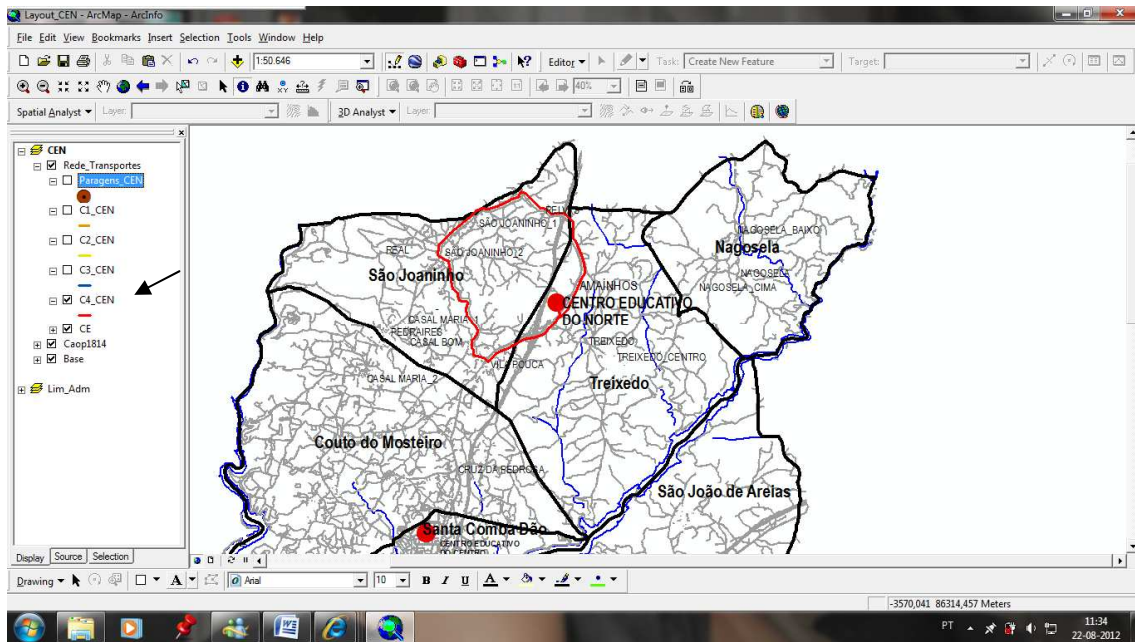 Layout_CEN - ArcMap - ArcInfo
File Edit View Bookmarks Insert Selection Tools Window Help
1:50.646 Editor Task: Create New Feature Target:
40%
Spatial Analyst Layer: 3D Analyst Layer:
CEN
Rede_Transportes
Paragens_CEN
C1_CEN
C2_CEN
C3_CEN
C4_CEN
CE
Caop1814
Base
Lim_Adm
SÃO JOANINHO_1
NAGOSELA_BAIXO
REAL
SÃO JOANINHO_2
Nagosela
São Joaninho
NAGOSELA
AMAINHOS
NAGOSELA_CIMA
CENTRO EDUCATIVO
DO NORTE
CASAL MARIA_1
PEDRAIRES
CASAL BOM
TREIXEDO
TREIXEDO_CENTRO
VILA POUCA
CASAL MARIA_2
Treixedo
Couto do Mosteiro
CRUZ DA PEDROSA
São João de Areias
Santa Comba Dão
CENTRO EDUCATIVO
DO CENTRO
Display Source Selection
Drawing A Arial 10 B I U A
-3570,041 86314,457 Meters
PT 11:34
22-08-2012